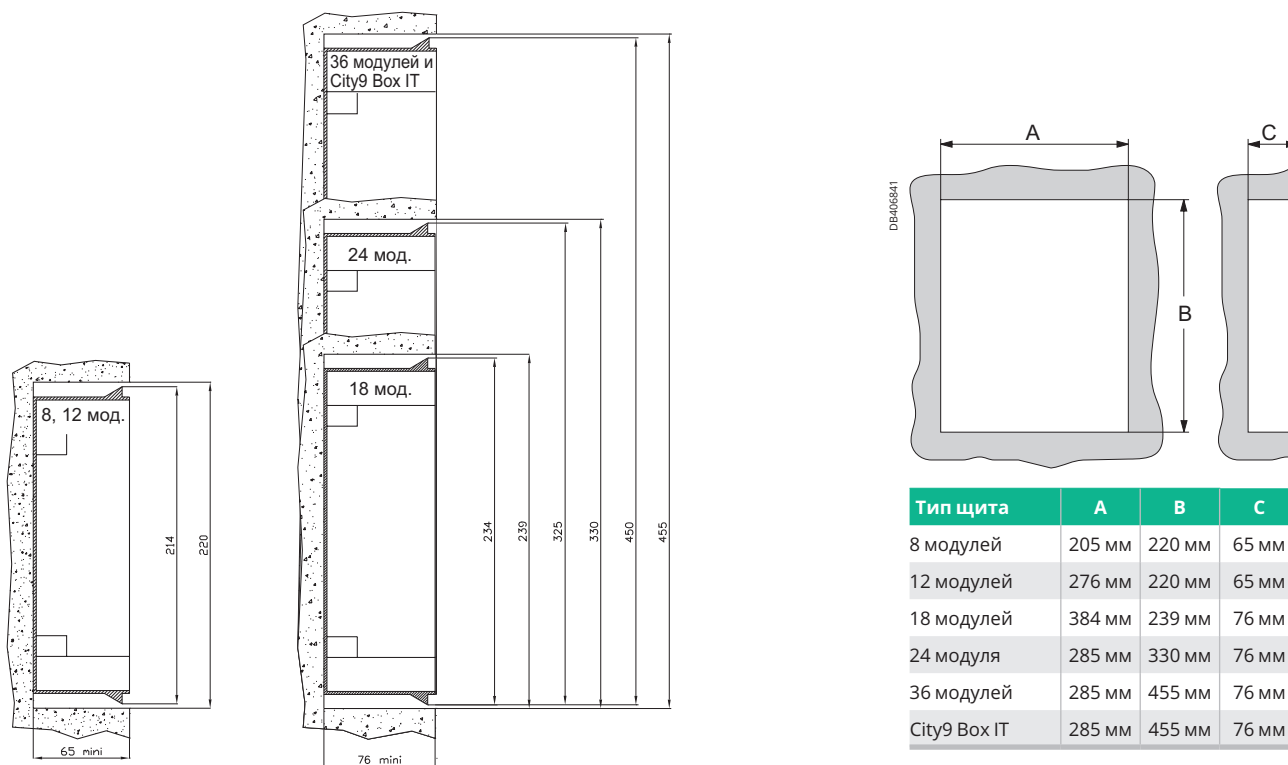 36 модулей и
City9 Box IT
24 мод.
18 мод.
8, 12 мод.
214
220
234
239
325
330
450
455
65 mini
76 mini
DB406841
A
C
B
Тип щита A B C
8 модулей 205 мм 220 мм 65 мм
12 модулей 276 мм 220 мм 65 мм
18 модулей 384 мм 239 мм 76 мм
24 модуля 285 мм 330 мм 76 мм
36 модулей 285 мм 455 мм 76 мм
City9 Box IT 285 мм 455 мм 76 мм